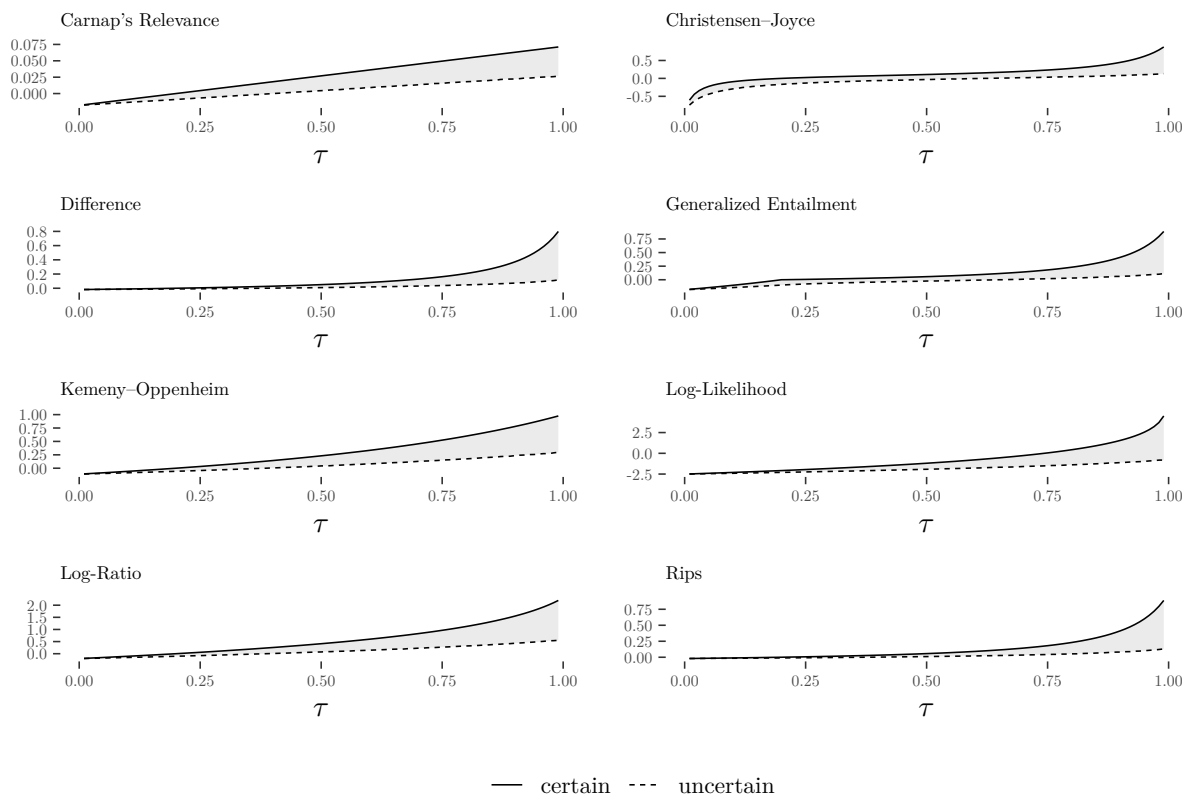 Carnap's Relevance
0.075
0.050
0.025
0.000
0.00 0.25 0.50 0.75 1.00
τ
Christensen–Joyce
0.5
0.0
-0.5
0.00 0.25 0.50 0.75 1.00
τ
Difference
0.8
0.6
0.4
0.2
0.0
0.00 0.25 0.50 0.75 1.00
τ
Generalized Entailment
0.75
0.50
0.25
0.00
0.00 0.25 0.50 0.75 1.00
τ
Kemeny–Oppenheim
1.00
0.75
0.50
0.25
0.00
0.00 0.25 0.50 0.75 1.00
τ
Log-Likelihood
2.5
0.0
-2.5
0.00 0.25 0.50 0.75 1.00
τ
Log-Ratio
2.0
1.5
1.0
0.5
0.0
0.00 0.25 0.50 0.75 1.00
τ
Rips
0.75
0.50
0.25
0.00
0.00 0.25 0.50 0.75 1.00
τ
certain uncertain